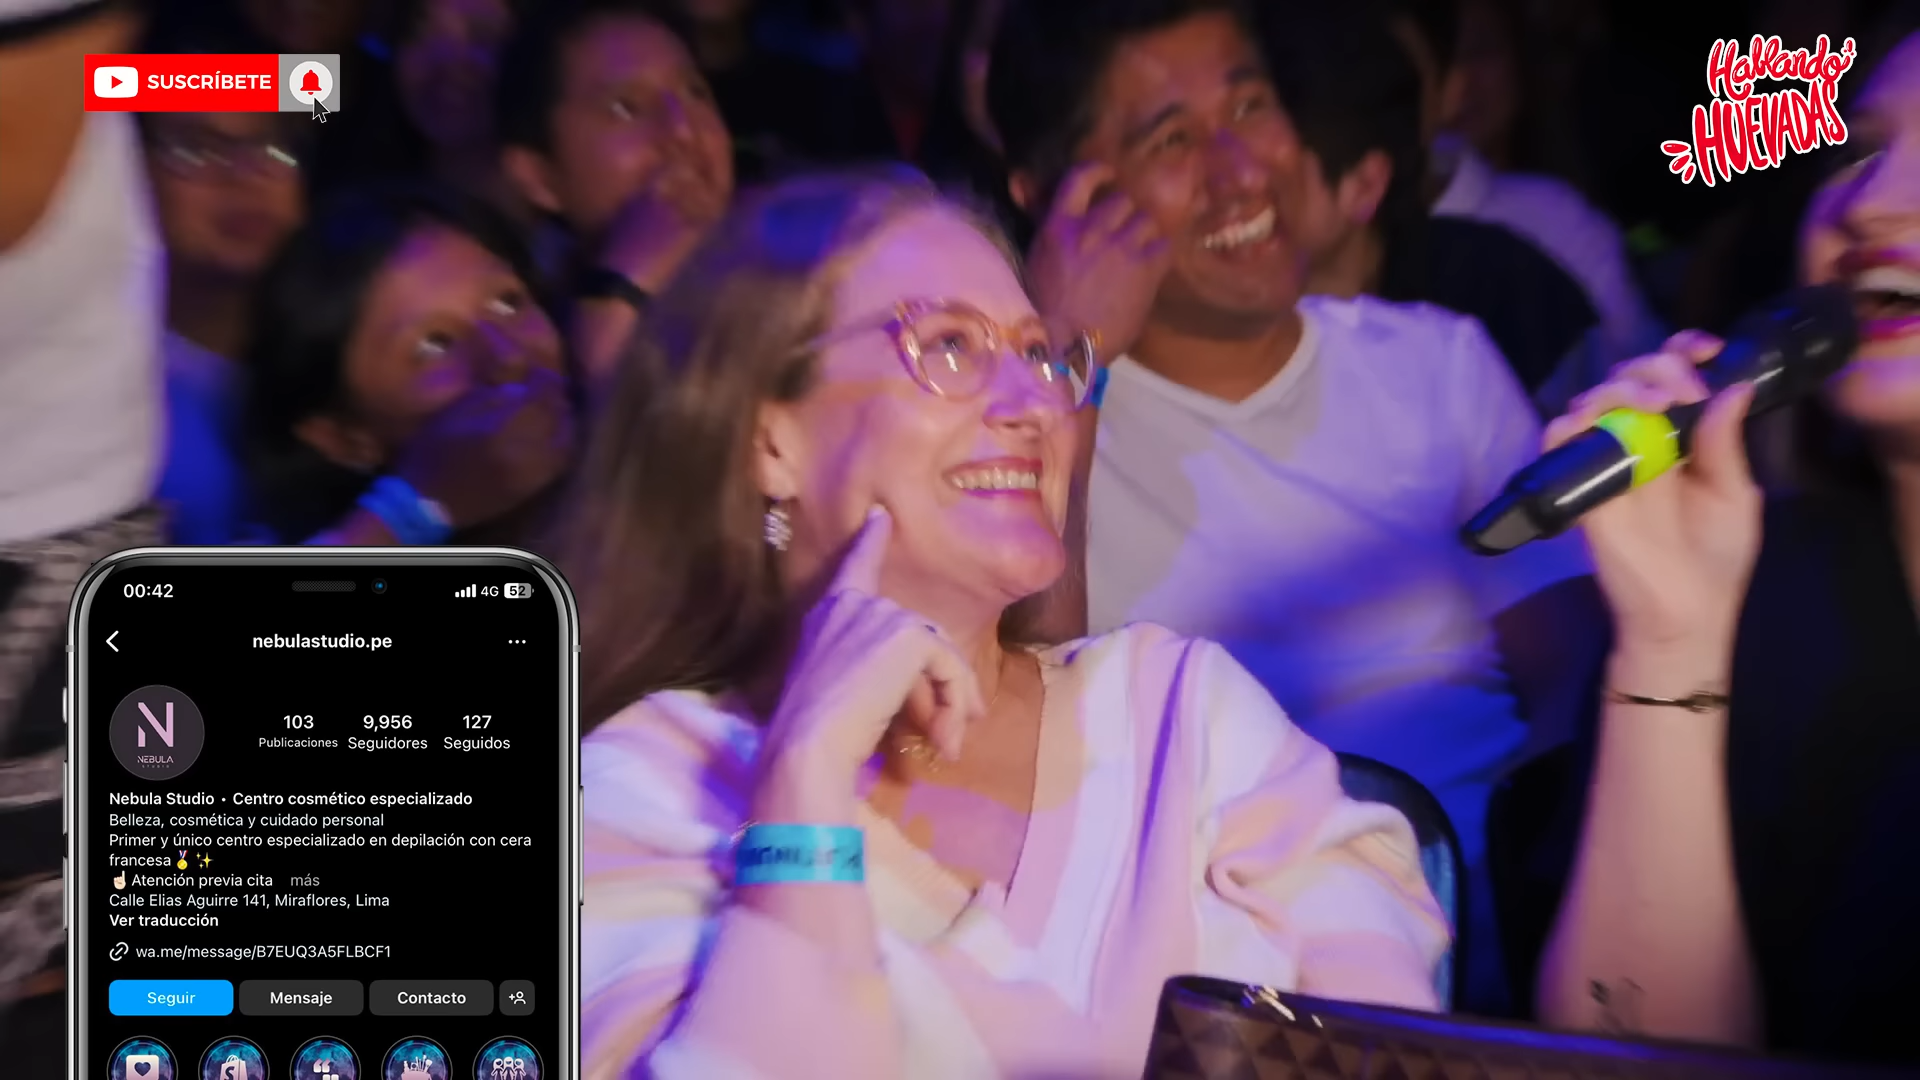 SUSCRÍBETE
Hablando
HUEVADAS
00:42
4G 52
nebulastudio.pe
N
NEBULA
STUDIO
103 9,956 127
Publicaciones Seguidores Seguidos
Nebula Studio • Centro cosmético especializado
Belleza, cosmética y cuidado personal
Primer y único centro especializado en depilación con cera
francesa🥇✨
☝🏻Atención previa cita más
Calle Elias Aguirre 141, Miraflores, Lima
Ver traducción
wa.me/message/B7EUQ3A5FLBCF1
Seguir Mensaje Contacto